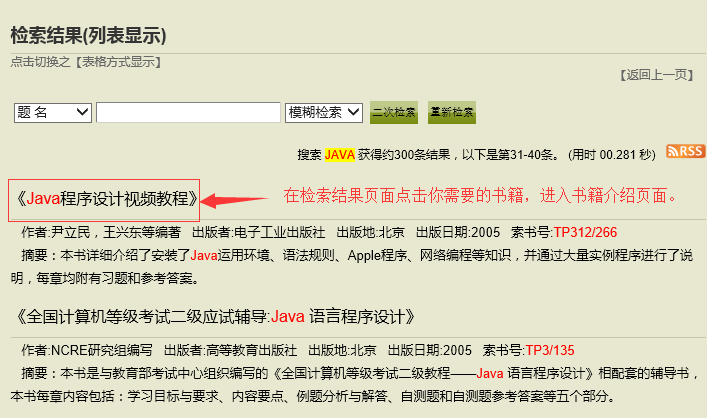 检索结果(列表显示)
点击切换之【表格方式显示】
【返回上一页】
题 名 模糊检索 二次检索 重新检索
搜索 JAVA 获得约300条结果，以下是第31-40条。 (用时 00.281 秒) RSS
《Java程序设计视频教程》 在检索结果页面点击你需要的书籍，进入书籍介绍页面。
作者:尹立民，王兴东等编著 出版者:电子工业出版社 出版地:北京 出版日期:2005 索书号:TP312/266
摘要：本书详细介绍了安装了Java运用环境、语法规则、Apple程序、网络编程等知识，并通过大量实例程序进行了说
明，每章均附有习题和参考答案。
《全国计算机等级考试二级应试辅导:Java 语言程序设计》
作者:NCRE研究组编写 出版者:高等教育出版社 出版地:北京 出版日期:2005 索书号:TP3/135
摘要：本书是与教育部考试中心组织编写的《全国计算机等级考试二级教程——Java 语言程序设计》相配套的辅导书，
本书每章内容包括：学习目标与要求、内容要点、例题分析与解答、自测题和自测题参考答案等五个部分。